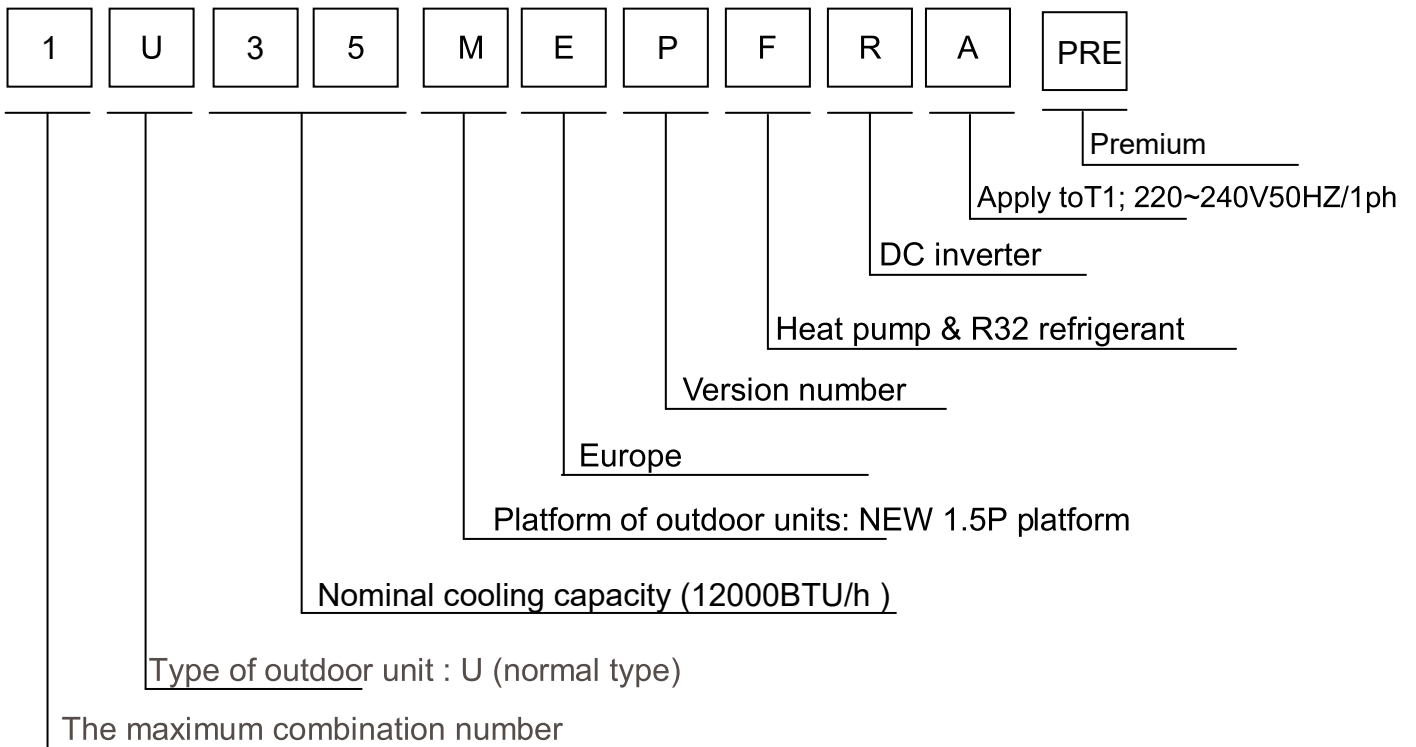 1 U 3 5 M E P F R A PRE
Premium
Apply toT1; 220~240V50HZ/1ph
DC inverter
Heat pump & R32 refrigerant
Version number
Europe
Platform of outdoor units: NEW 1.5P platform
Nominal cooling capacity (12000BTU/h )
Type of outdoor unit : U (normal type)
The maximum combination number